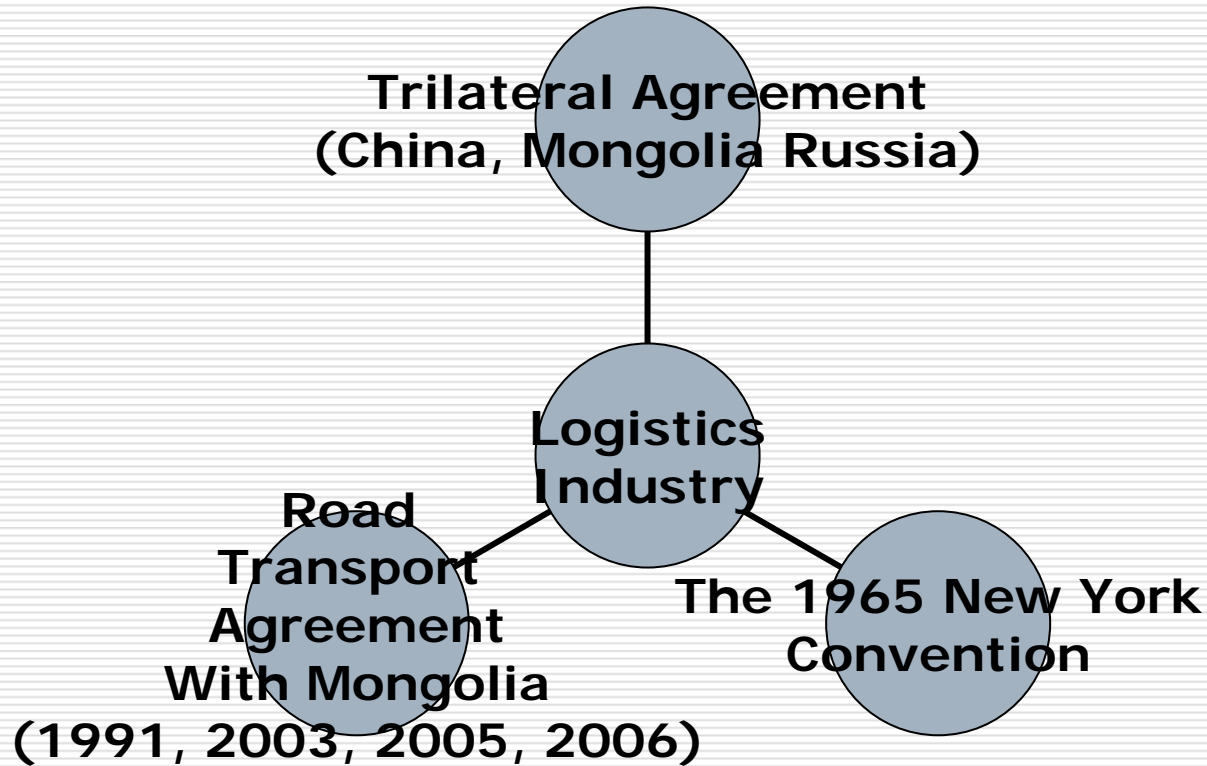 Trilateral Agreement
(China, Mongolia Russia)
Logistics
Industry
Road
Transport
Agreement
With Mongolia
(1991, 2003, 2005, 2006)
The 1965 New York
Convention